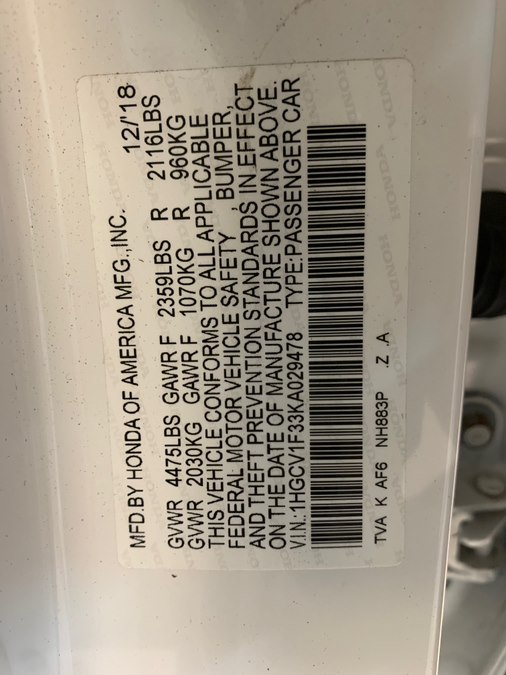 MFD.BY HONDA OF AMERICA MFG.,INC. 12/'18
GVWR 4475LBS GAWR F 2359LBS R 2116LBS
GVWR 2030KG GAWR F 1070KG R 960KG
THIS VEHICLE CONFORMS TO ALL APPLICABLE
FEDERAL MOTOR VEHICLE SAFETY , BUMPER,
AND THEFT PREVENTION STANDARDS IN EFFECT
ON THE DATE OF MANUFACTURE SHOWN ABOVE.
V.I.N.:1HGCV1F33KA029478 TYPE:PASSENGER CAR
TVA K AF6 NH883P .Z .A